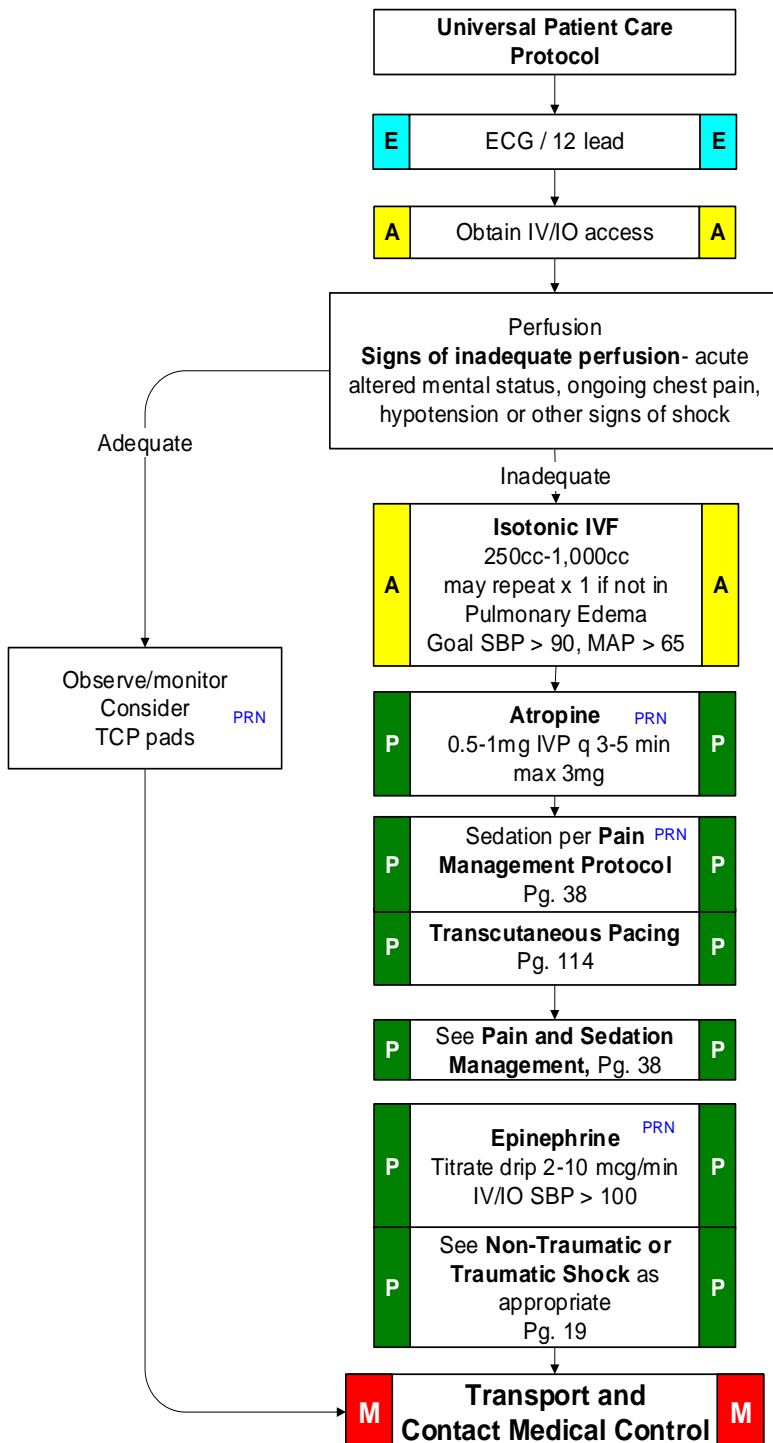 Universal Patient Care
Protocol
E ECG / 12 lead E
A Obtain IV/IO access A
Perfusion
Signs of inadequate perfusion- acute
altered mental status, ongoing chest pain,
hypotension or other signs of shock
Adequate
Inadequate
Isotonic IVF
250cc-1,000cc
A may repeat x 1 if not in A
Pulmonary Edema
Goal SBP > 90, MAP > 65
Observe/monitor
Consider
TCP pads PRN
Atropine PRN
P 0.5-1mg IVP q 3-5 min P
max 3mg
Sedation per Pain PRN
P Management Protocol P
Pg. 38
P Transcutaneous Pacing P
Pg. 114
P See Pain and Sedation P
Management, Pg. 38
Epinephrine PRN
P Titrate drip 2-10 mcg/min P
IV/IO SBP > 100
See Non-Traumatic or
P Traumatic Shock as P
appropriate
Pg. 19
M Transport and M
Contact Medical Control